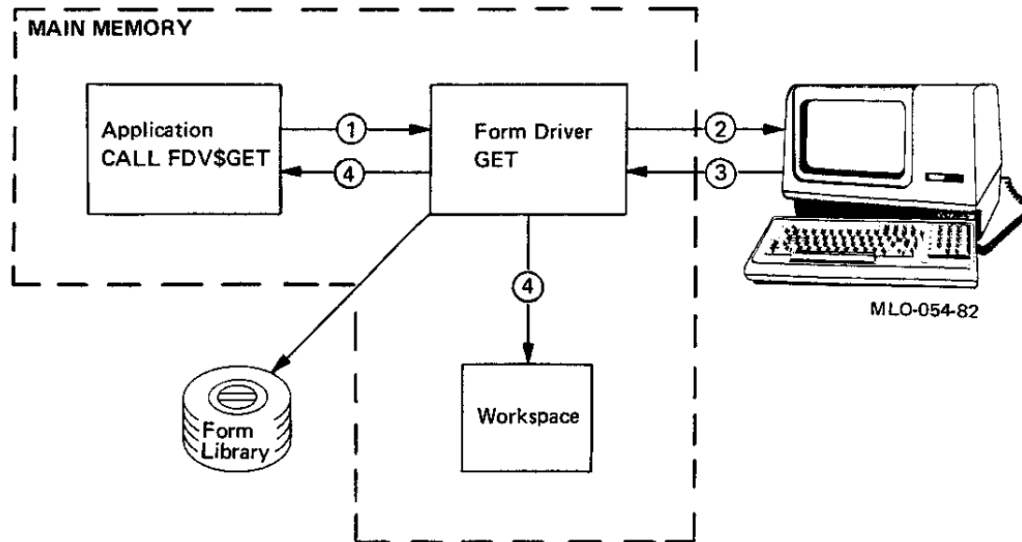 MAIN MEMORY
Application
CALL FDV$GET
1
4
Form Driver
GET
2
3
MLO-054-82
4
Form
Library
Workspace